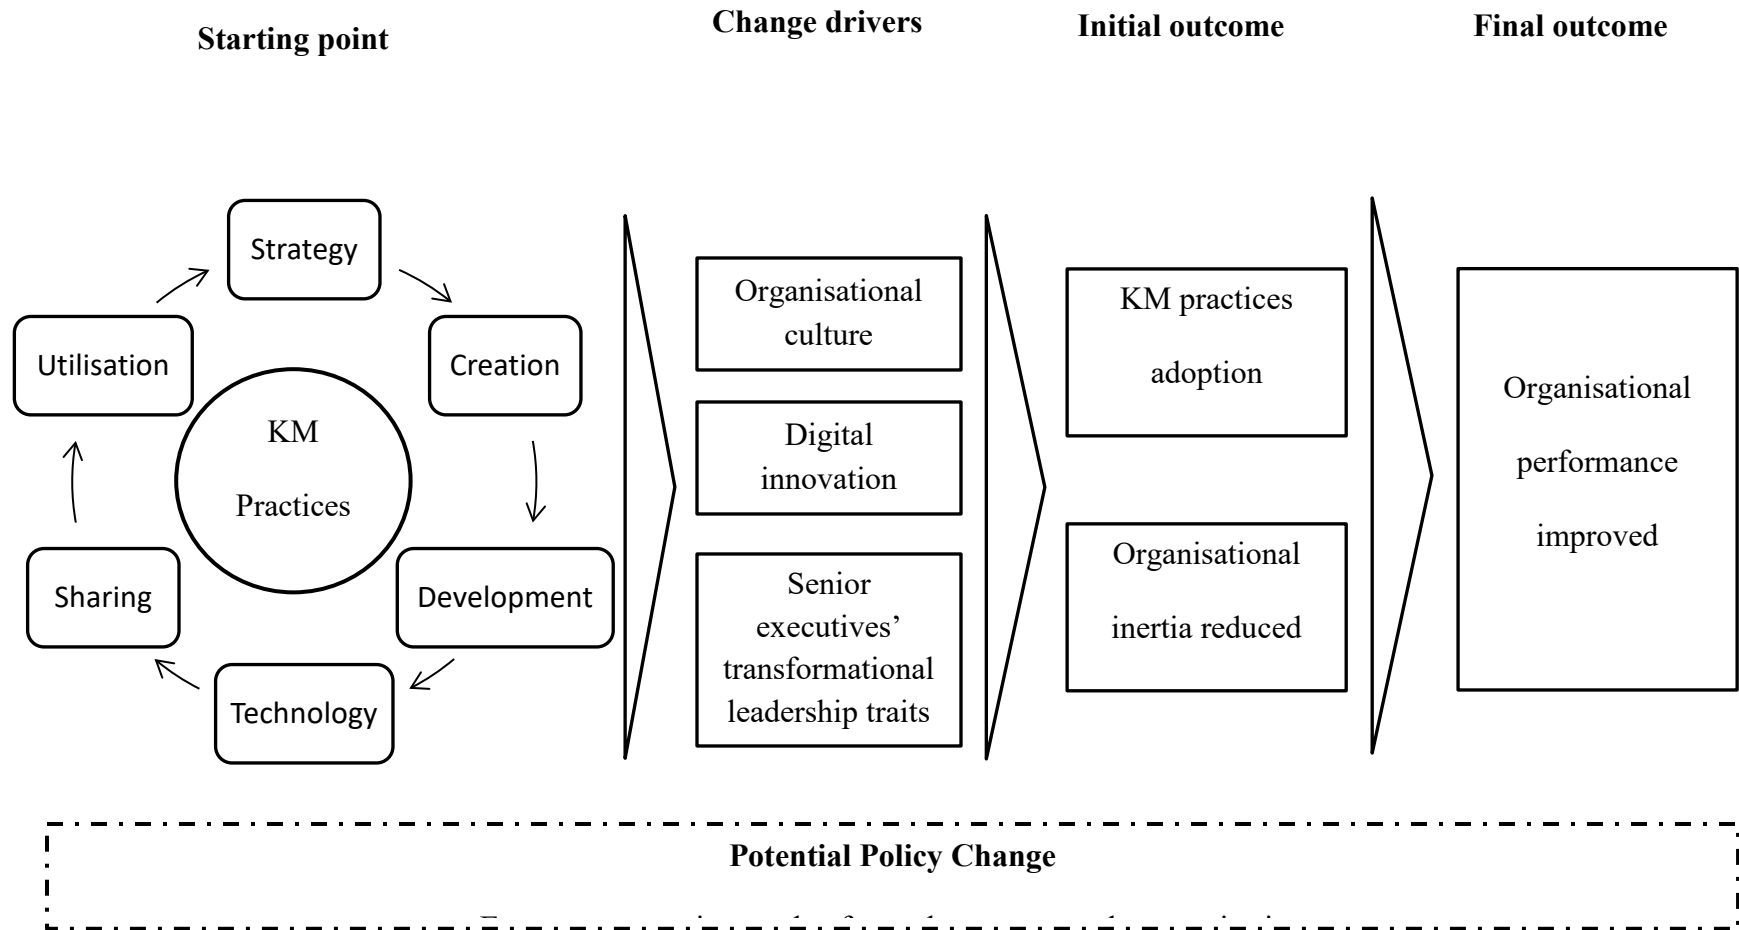 Starting point
Change drivers
Initial outcome
Final outcome
Strategy
Creation
Development
Technology
Sharing
Utilisation
KM
Practices
Organisational
culture
Digital
innovation
Senior
executives’
transformational
leadership traits
KM practices
adoption
Organisational
inertia reduced
Organisational
performance
improved
Potential Policy Change